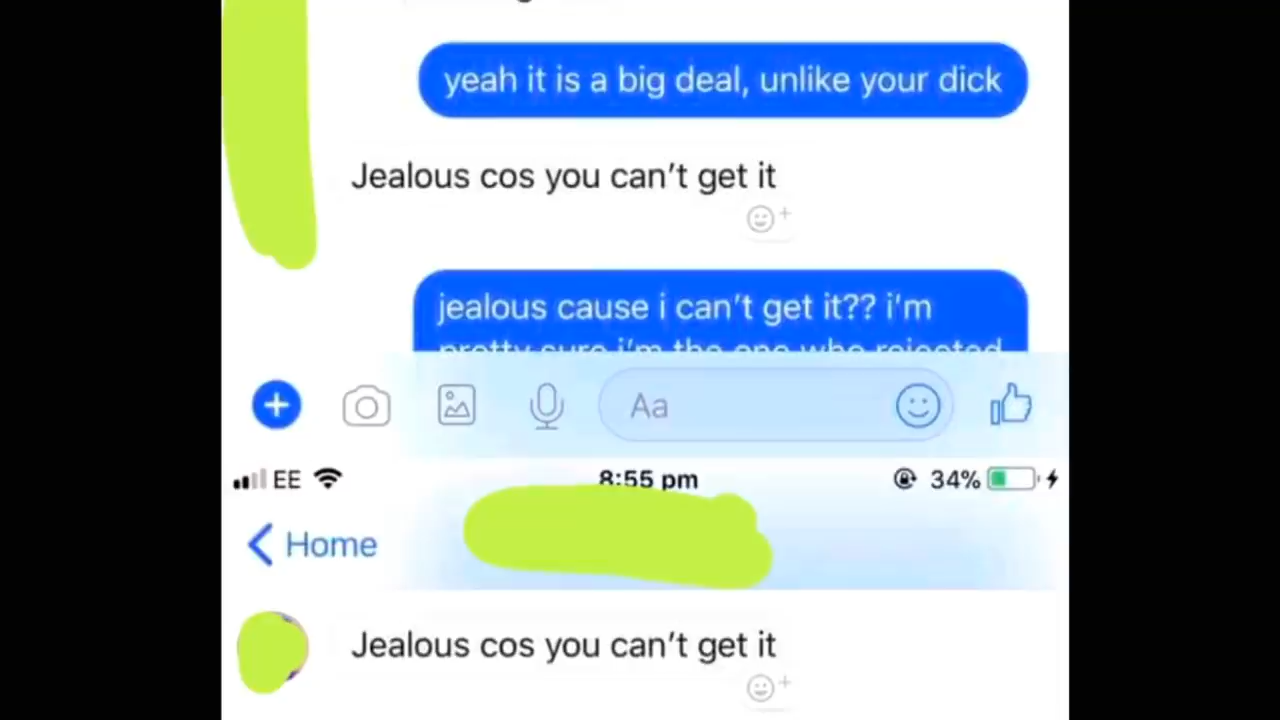 yeah it is a big deal, unlike your dick
Jealous cos you can't get it
jealous cause i can't get it?? i'm
pretty sure i'm the one who rejected
Aa
EE 8:55 pm 34%
Home
Jealous cos you can't get it